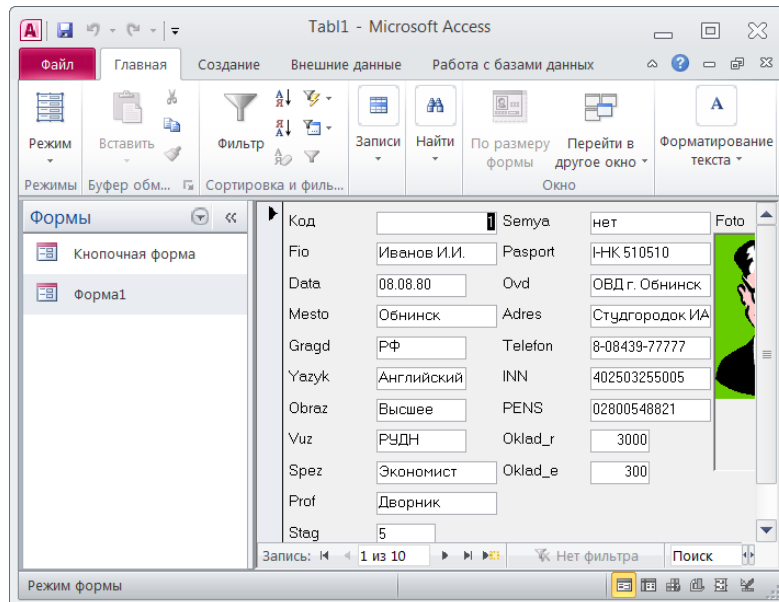 Tabl1 - Microsoft Access
Файл Главная Создание Внешние данные Работа с базами данных
Режим
Вставить
Фильтр
Записи
Найти
По размеру формы
Перейти в другое окно
Форматирование текста
Режимы Буфер обм... Сортировка и филь... Окно
Формы
Кнопочная форма
Форма1
Код 1 Semya нет Foto
Fio Иванов И.И. Pasport I-НК 510510
Data 08.08.80 Ovd ОВД г. Обнинск
Mesto Обнинск Adres Студгородок ИА
Gragd РФ Telefon 8-08439-77777
Yazyk Английский INN 402503255005
Obraz Высшее PENS 02800548821
Vuz РУДН Oklad_r 3000
Spez Экономист Oklad_e 300
Prof Дворник
Stag 5
Запись: 1 из 10 Нет фильтра Поиск
Режим формы